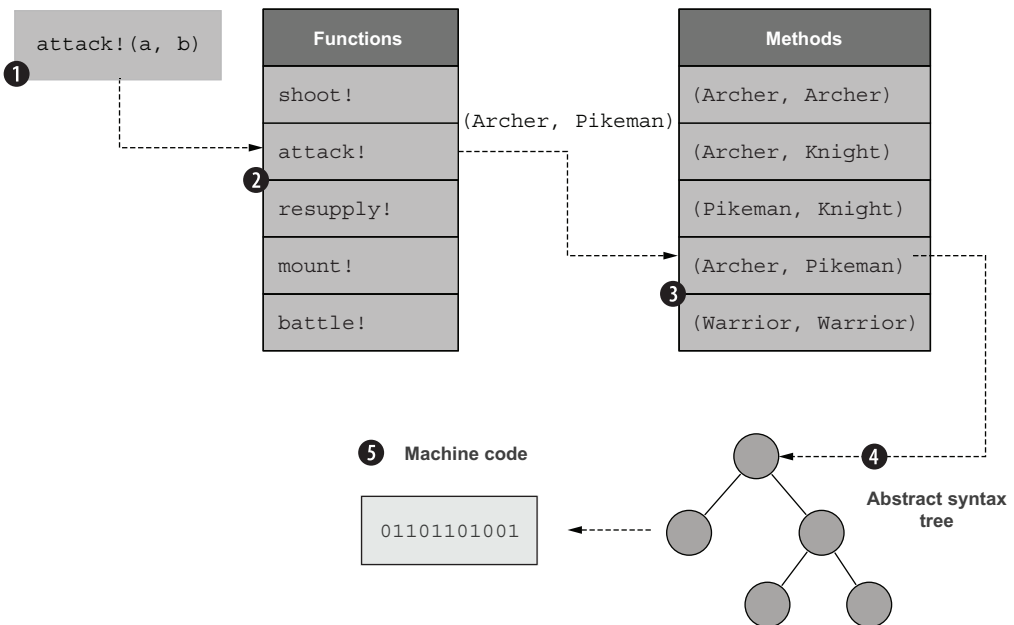 attack!(a, b)
1
Functions
shoot!
attack!
2
resupply!
mount!
battle!
(Archer, Pikeman)
Methods
(Archer, Archer)
(Archer, Knight)
(Pikeman, Knight)
(Archer, Pikeman)
3
(Warrior, Warrior)
4
Abstract syntax
tree
5 Machine code
01101101001